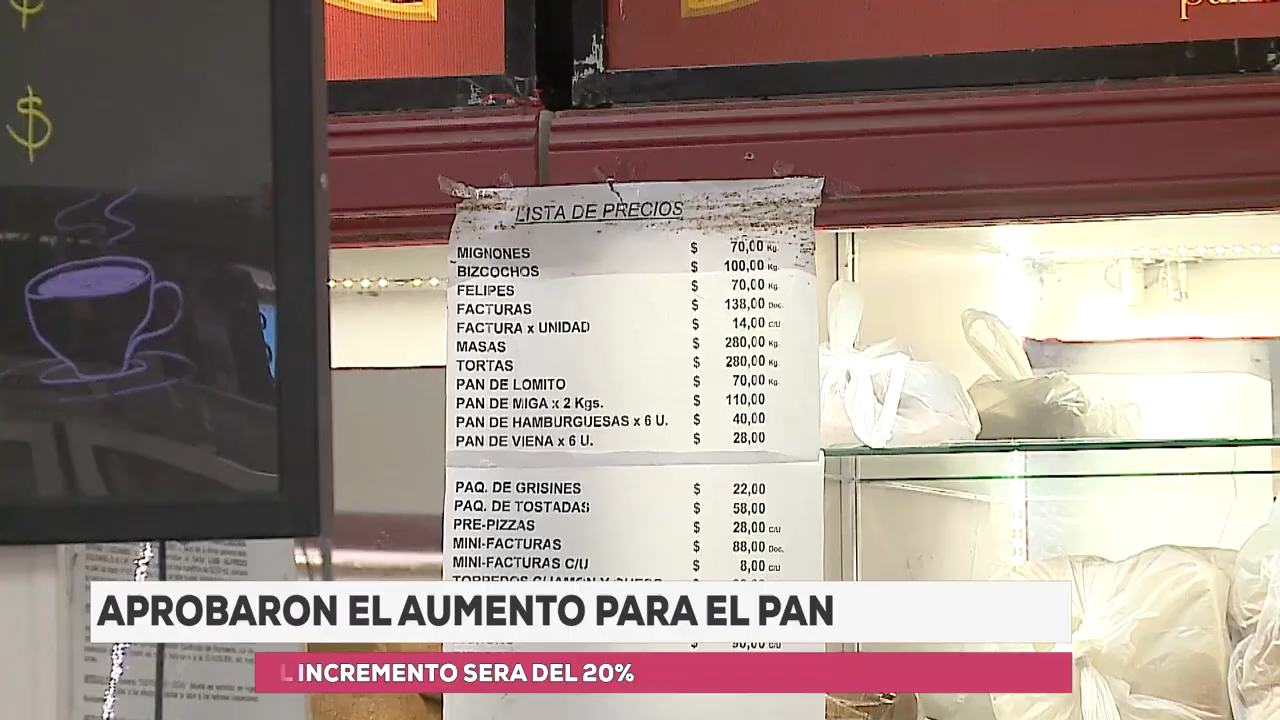 $
$
LISTA DE PRECIOS
MIGNONES $ 70,00 Kg.
BIZCOCHOS $ 100,00 Kg.
FELIPES $ 70,00 Kg.
FACTURAS $ 138,00 Doc.
FACTURA x UNIDAD $ 14,00 C/U
MASAS $ 280,00 Kg.
TORTAS $ 280,00 Kg.
PAN DE LOMITO $ 70,00 Kg.
PAN DE MIGA x 2 Kgs. $ 110,00
PAN DE HAMBURGUESAS x 6 U. $ 40,00
PAN DE VIENA x 6 U. $ 28,00
PAQ. DE GRISINES $ 22,00
PAQ. DE TOSTADAS $ 58,00
PRE-PIZZAS $ 28,00 C/U
MINI-FACTURAS $ 88,00 Doc.
MINI-FACTURAS C/U $ 8,00 C/U
APROBARON EL AUMENTO PARA EL PAN
$ 90,00 C/U
L INCREMENTO SERA DEL 20%